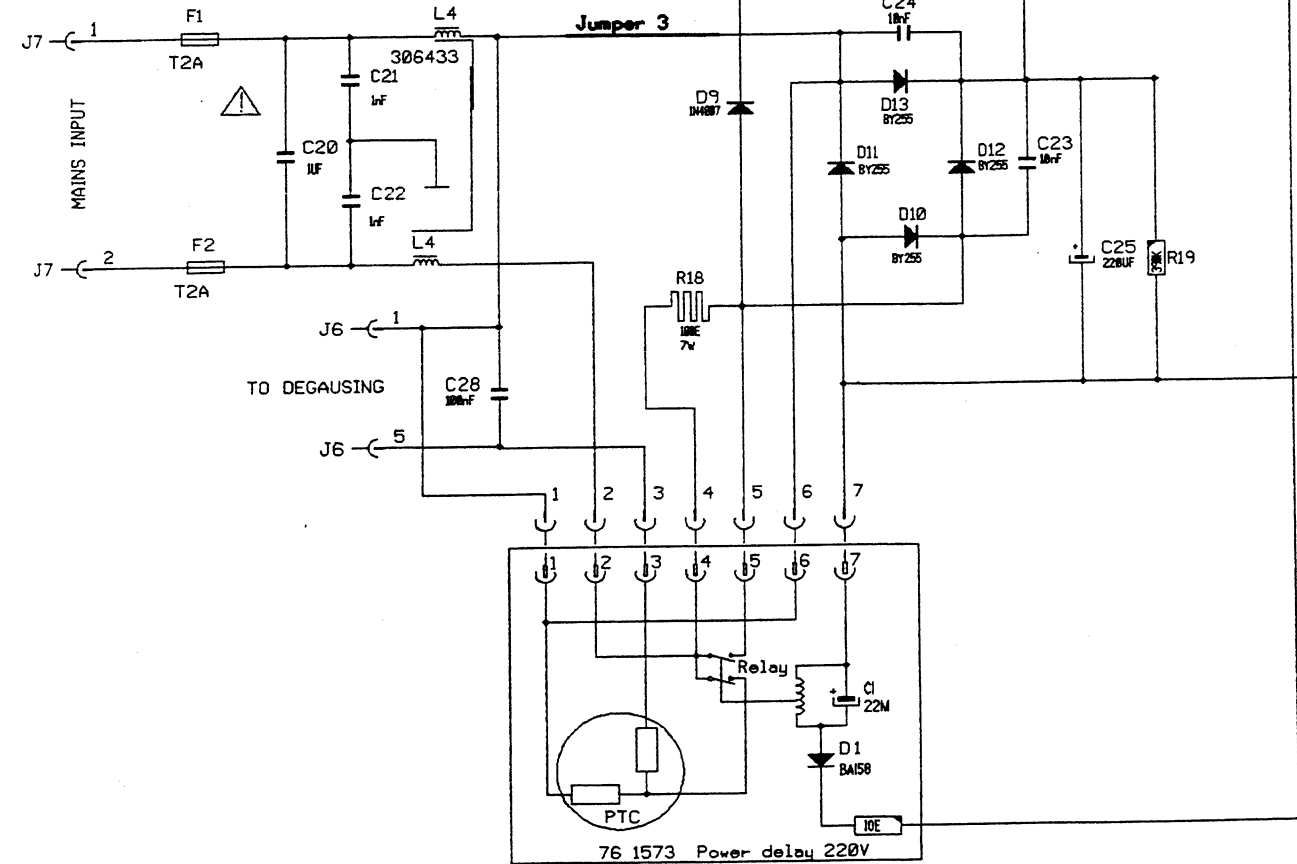 F1
L4
Jumper 3
C24
10nF
J7
1
T2A
306433
C21
1nF
D9
1N4007
D13
BY255
MAINS INPUT
C20
1UF
D11
BY255
D12
BY255
C23
10nF
C22
1nF
D10
BY255
F2
L4
C25
220UF
39K
R19
J7
2
T2A
R18
100E
7W
J6
1
TO DEGAUSING
C28
100nF
J6
5
1
2
3
4
5
6
7
1
2
3
4
5
6
7
Relay
C1
22M
D1
BA158
PTC
10E
76 1573 Power delay 220V